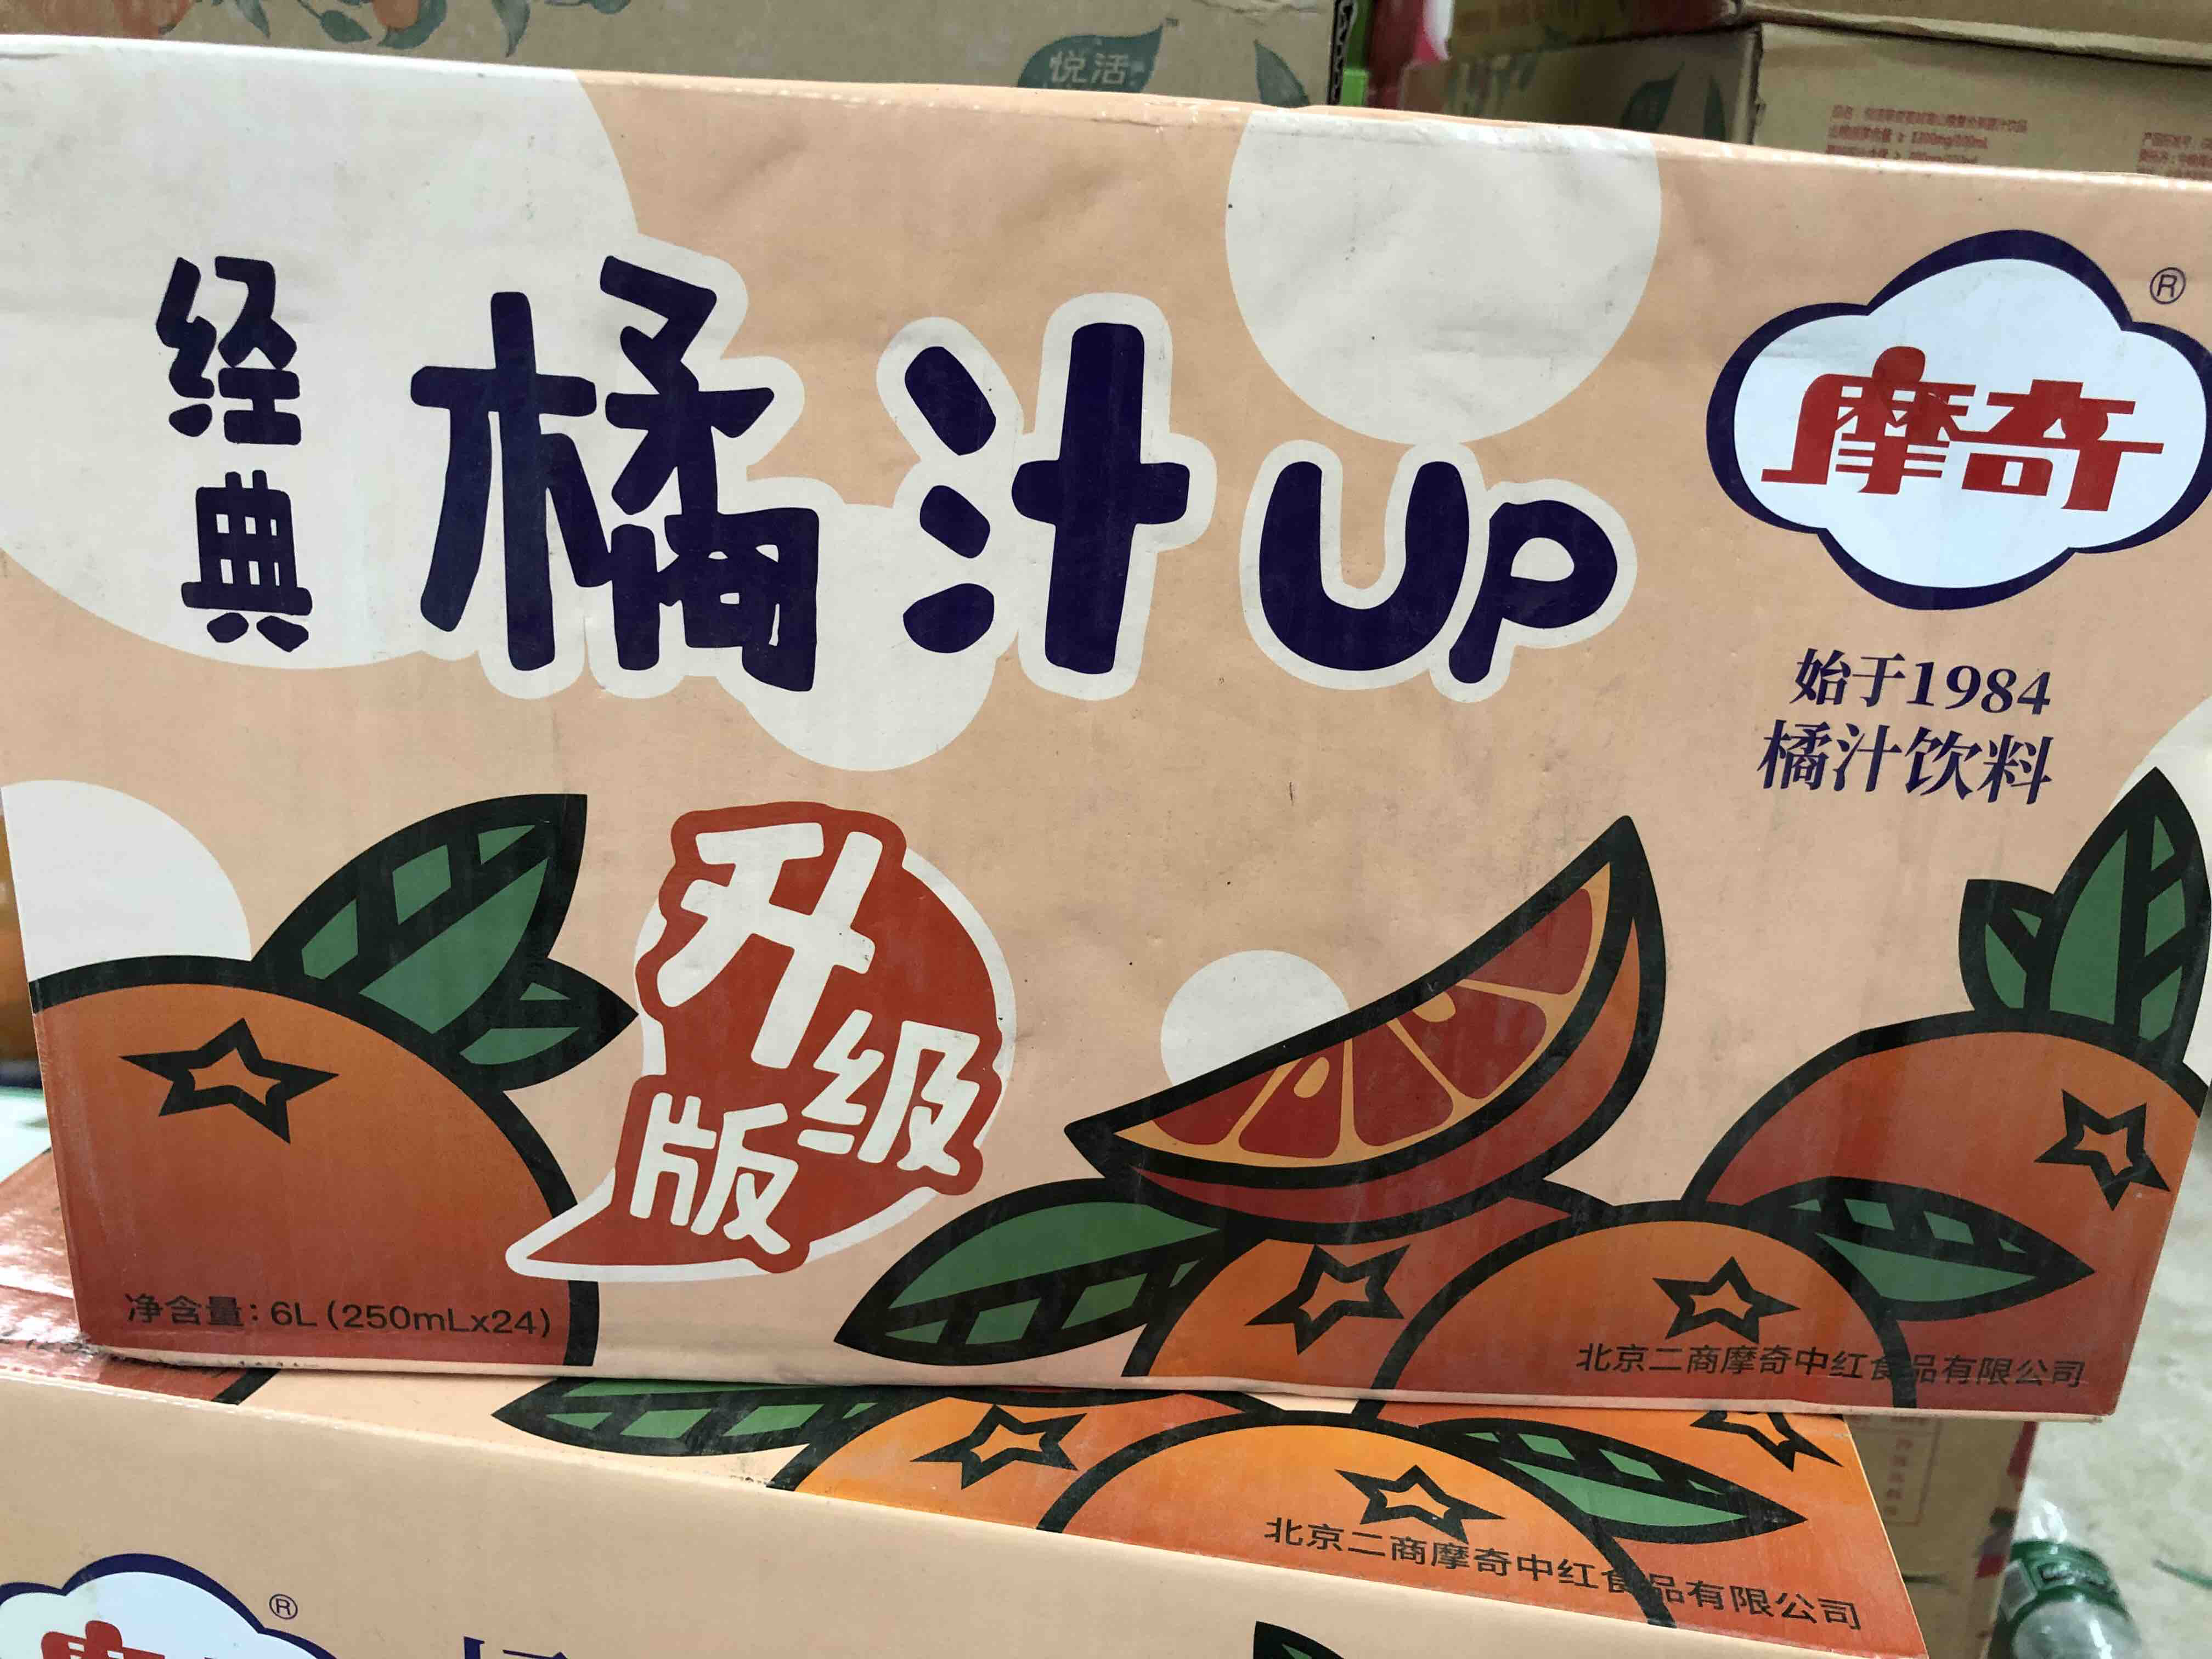 悦活
经典
橘汁UP
摩奇
®
始于1984
橘汁饮料
升级版
净含量: 6L (250mLx24)
北京二商摩奇中红食品有限公司
北京二商摩奇中红食品有限公司
®